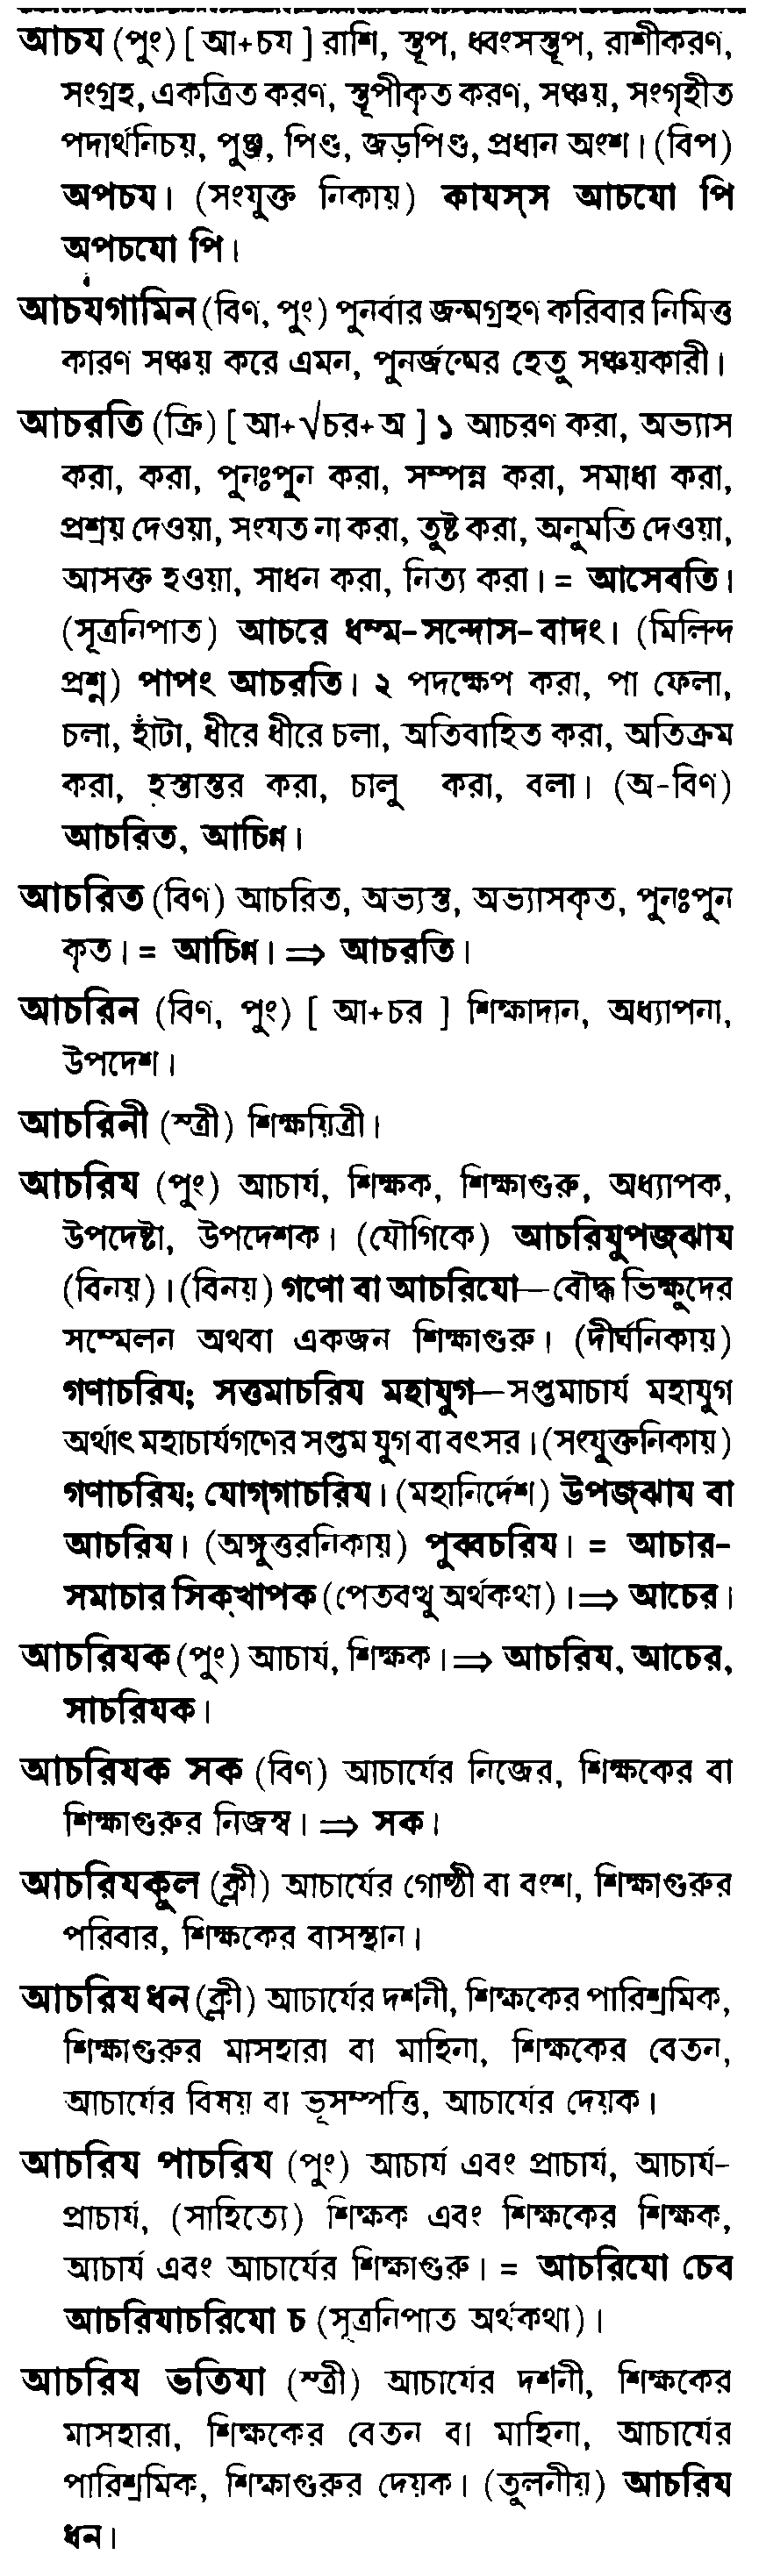 আচয (পুং) [ আ+চয ] রাশি, স্তূপ, ধ্বংসস্তূপ, রাশীকরণ,
সংগ্রহ, একত্রিত করণ, স্তূপীকৃত করণ, সঞ্চয়, সংগৃহীত
পদার্থনিচয়, পুঞ্জ, পিণ্ড, জড়পিণ্ড, প্রধান অংশ। (বিপ)
অপচয। (সংযুক্ত নিকায়) কাযস্স আচযো পি
অপচযো পি।
আচযগামিন (বিণ, পুং) পুনর্বার জন্মগ্রহণ করিবার নিমিত্ত
কারণ সঞ্চয় করে এমন, পুনর্জন্মের হেতু সঞ্চয়কারী।
আচরতি (ক্রি) [ আ+√চর+অ ] ১ আচরণ করা, অভ্যাস
করা, করা, পুনঃপুন করা, সম্পন্ন করা, সমাধা করা,
প্রশ্রয় দেওয়া, সংযত না করা, তুষ্ট করা, অনুমতি দেওয়া,
আসক্ত হওয়া, সাধন করা, নিত্য করা। = আসেবতি।
(সূত্রনিপাত) আচরে ধম্ম-সন্দোস-বাদং। (মিলিন্দ
প্রশ্ন) পাপং আচরতি। ২ পদক্ষেপ করা, পা ফেলা,
চলা, হাঁটা, ধীরে ধীরে চলা, অতিবাহিত করা, অতিক্রম
করা, হস্তান্তর করা, চালু করা, বলা। (অ-বিণ)
আচরিত, আচিণ্ন।
আচরিত (বিণ) আচরিত, অভ্যস্ত, অভ্যাসকৃত, পুনঃপুন
কৃত। = আচিণ্ন। ⇒ আচরতি।
আচরিন (বিণ, পুং) [ আ+চর ] শিক্ষাদান, অধ্যাপনা,
উপদেশ।
আচরিনী (স্ত্রী) শিক্ষয়িত্রী।
আচরিয (পুং) আচার্য, শিক্ষক, শিক্ষাগুরু, অধ্যাপক,
উপদেষ্টা, উপদেশক। (যৌগিকে) আচরিযুপজ্ঝায
(বিনয়)। (বিনয়) গণো বা আচরিযো—বৌদ্ধ ভিক্ষুদের
সম্মেলন অথবা একজন শিক্ষাগুরু। (দীর্ঘনিকায়)
গণাচরিয; সত্তমাচরিয মহাযুগ—সপ্তমাচার্য মহাযুগ
অর্থাৎ মহাচার্যগণের সপ্তম যুগ বা বৎসর। (সংযুক্তনিকায়)
গণাচরিয; যোগ্গাচরিয। (মহানির্দেশ) উপজ্ঝায বা
আচরিয। (অঙ্গুত্তরনিকায়) পুব্বচরিয। = আচার-
সমাচার সিক্খাপক (পেতবত্থু অর্থকথা)। ⇒ আচের।
আচরিযক (পুং) আচার্য, শিক্ষক। ⇒ আচরিয, আচের,
সাচরিযক।
আচরিযক সক (বিণ) আচার্যের নিজের, শিক্ষকের বা
শিক্ষাগুরুর নিজস্ব। ⇒ সক।
আচরিযকুল (ক্লী) আচার্যের গোষ্ঠী বা বংশ, শিক্ষাগুরুর
পরিবার, শিক্ষকের বাসস্থান।
আচরিয ধন (ক্লী) আচার্যের দর্শনী, শিক্ষকের পারিশ্রমিক,
শিক্ষাগুরুর মাসহারা বা মাহিনা, শিক্ষকের বেতন,
আচার্যের বিষয় বা ভূসম্পত্তি, আচার্যের দেয়ক।
আচরিয পাচরিয (পুং) আচার্য এবং প্রাচার্য, আচার্য-
প্রাচার্য, (সাহিত্যে) শিক্ষক এবং শিক্ষকের শিক্ষক,
আচার্য এবং আচার্যের শিক্ষাগুরু। = আচরিযো চেব
আচরিযাচরিযো চ (সূত্রনিপাত অর্থকথা)।
আচরিয ভতিযা (স্ত্রী) আচার্যের দর্শনী, শিক্ষকের
মাসহারা, শিক্ষকের বেতন বা মাহিনা, আচার্যের
পারিশ্রমিক, শিক্ষাগুরুর দেয়ক। (তুলনীয়) আচরিয
ধন।